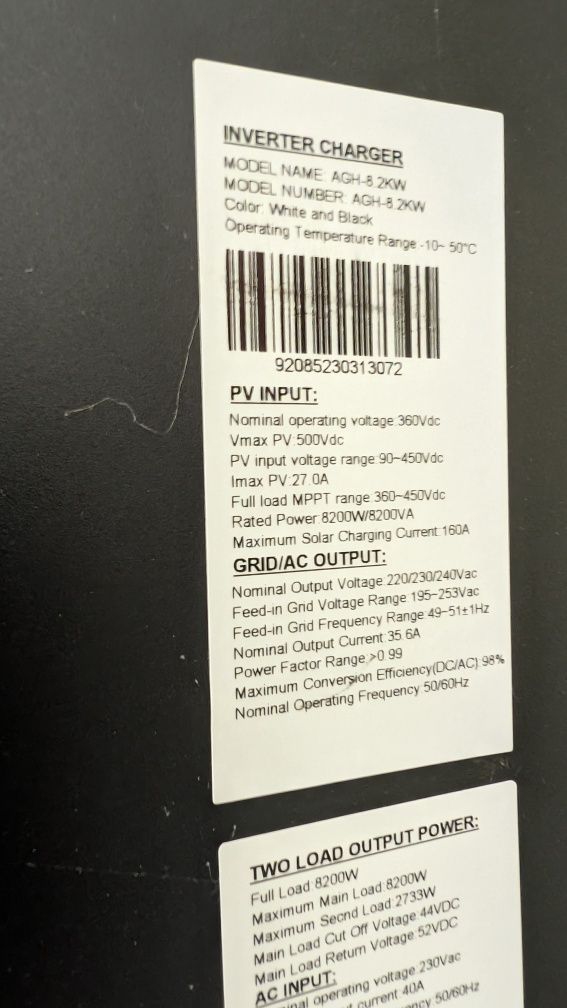 INVERTER CHARGER
MODEL NAME: AGH-8.2KW
MODEL NUMBER: AGH-8.2KW
Color: White and Black
Operating Temperature Range -10~ 50°C
92085230313072
PV INPUT:
Nominal operating voltage:360Vdc
Vmax PV:500Vdc
PV input voltage range:90~450Vdc
Imax PV:27.0A
Full load MPPT range:360~450Vdc
Rated Power:8200W/8200VA
Maximum Solar Charging Current:160A
GRID/AC OUTPUT:
Nominal Output Voltage:220/230/240Vac
Feed-in Grid Voltage Range:195~253Vac
Feed-in Grid Frequency Range:49~51±1Hz
Nominal Output Current:35.6A
Power Factor Range:>0.99
Maximum Conversion Efficiency(DC/AC):98%
Nominal Operating Frequency:50/60Hz
TWO LOAD OUTPUT POWER:
Full Load:8200W
Maximum Main Load:8200W
Maximum Secnd Load:2733W
Main Load Cut Off Voltage:44VDC
Main Load Return Voltage:52VDC
AC INPUT:
operating voltage:230Vac
current:40A
50/60Hz